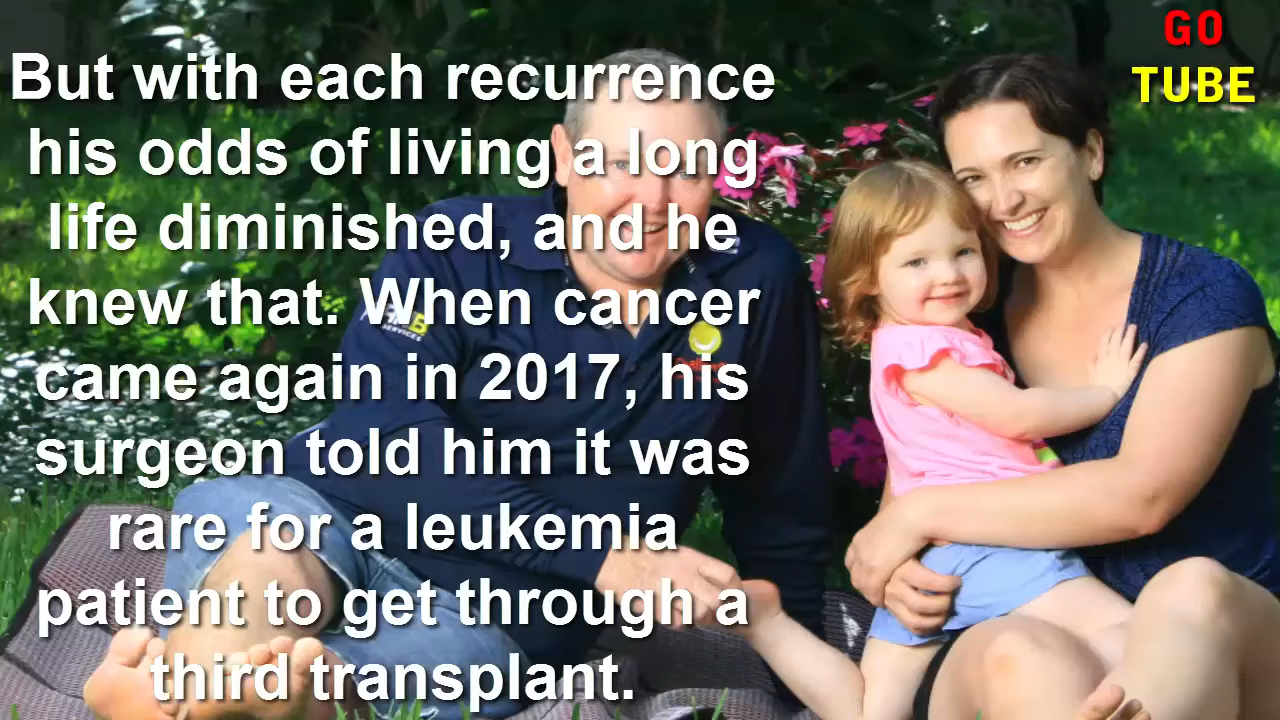 But with each recurrence
his odds of living a long
life diminished, and he
knew that. When cancer
came again in 2017, his
surgeon told him it was
rare for a leukemia
patient to get through a
third transplant.
GO
TUBE
SERVICES